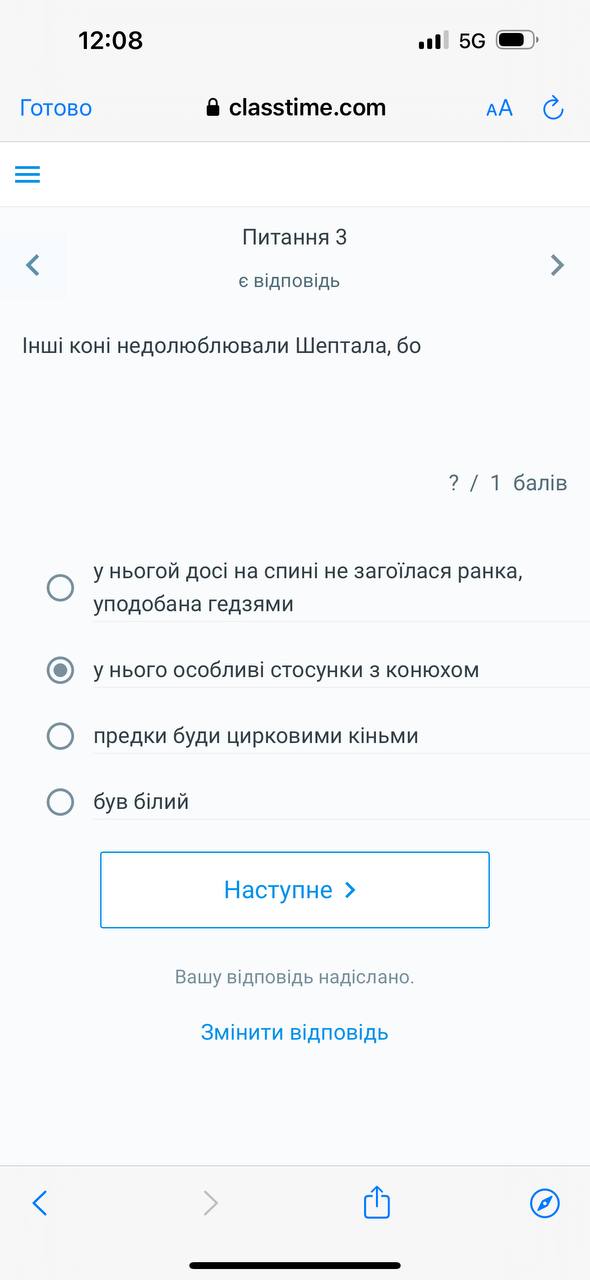 12:08
5G
Готово
classtime.com
AA
Питання 3
є відповідь
Інші коні недолюблювали Шептала, бо
? / 1 балів
у ньогой досі на спині не загоїлася ранка,
уподобана гедзями
у нього особливі стосунки з конюхом
предки буди цирковими кіньми
був білий
Наступне
Вашу відповідь надіслано.
Змінити відповідь